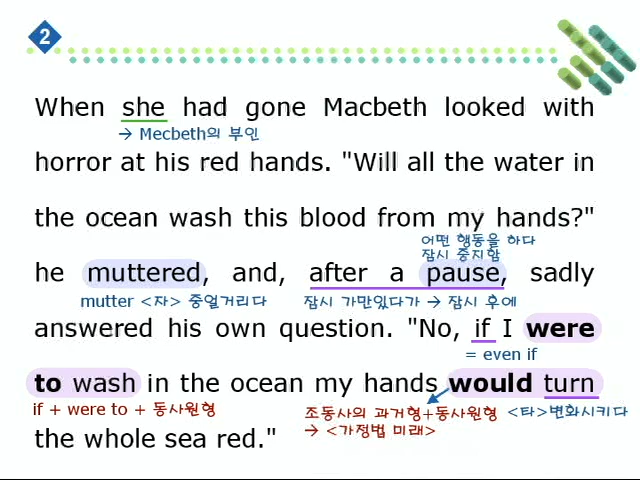 2
When she had gone Macbeth looked with
→ Mecbeth의 부인
horror at his red hands. "Will all the water in
the ocean wash this blood from my hands?"
어떤 행동을 하다
잠시 중지함
he muttered, and, after a pause, sadly
mutter <자> 중얼거리다 잠시 가만있다가 → 잠시 후에
answered his own question. "No, if I were
= even if
to wash in the ocean my hands would turn
if + were to + 동사원형 조동사의 과거형+동사원형 <타>변화시키다
→ <가정법 미래>
the whole sea red."